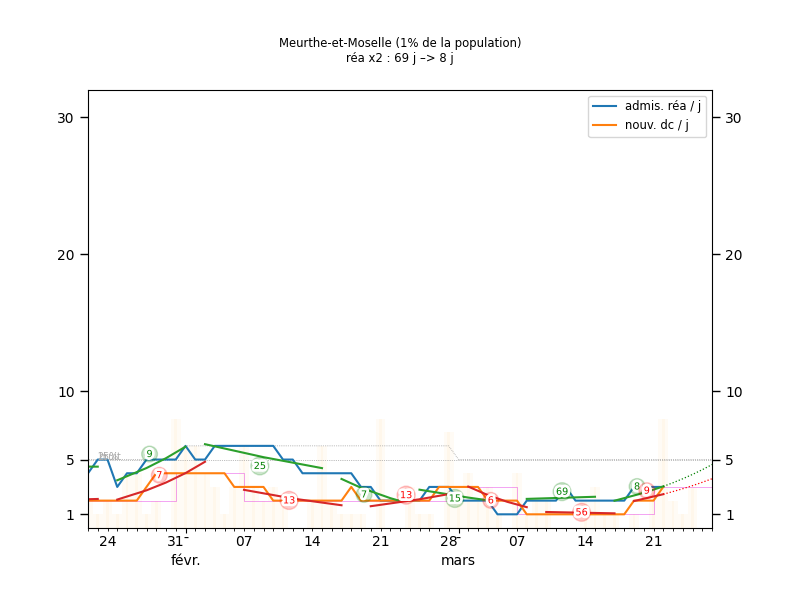 Meurthe-et-Moselle (1% de la population)
réa x2 : 69 j –> 8 j
admis. réa / j
nouv. dc / j
30 30
20 20
10 10
5 5
1 1
9 7 25 13 7 13 15 6 69 56 8 9
24 31 07 14 21 28 07 14 21
févr. mars